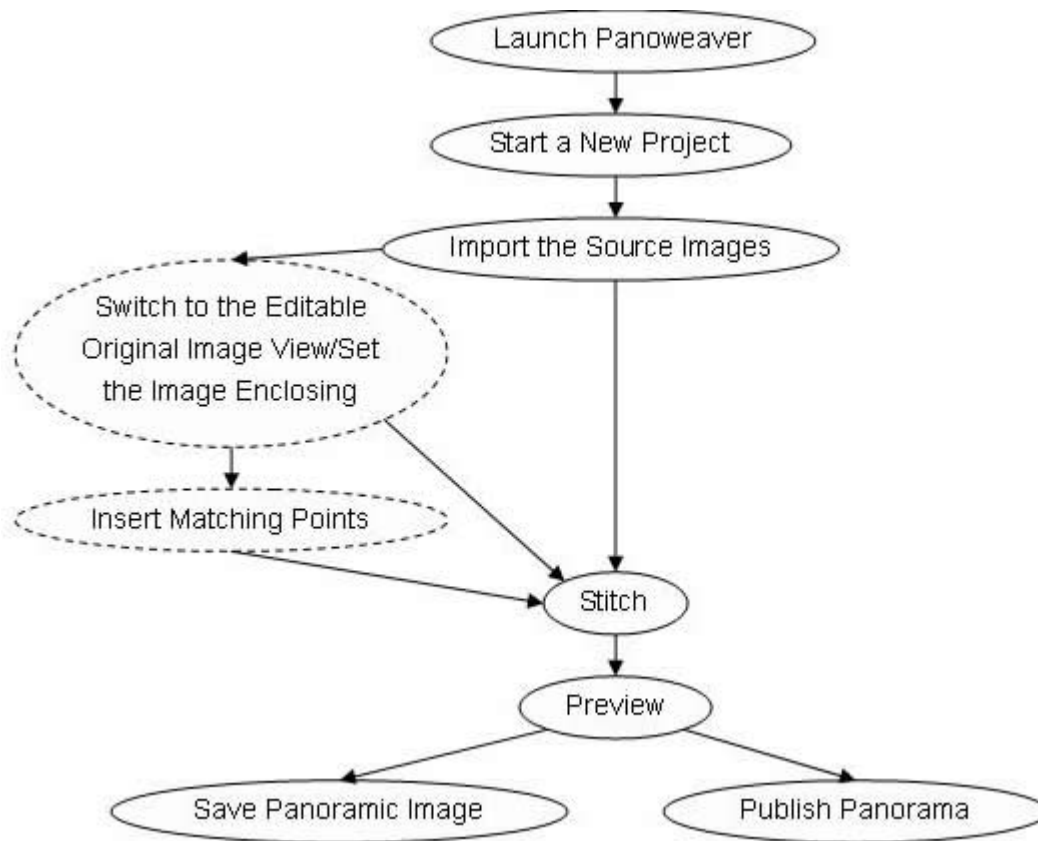 Launch Panoweaver
Start a New Project
Import the Source Images
Switch to the Editable
Original Image View/Set
the Image Enclosing
Insert Matching Points
Stitch
Preview
Save Panoramic Image
Publish Panorama